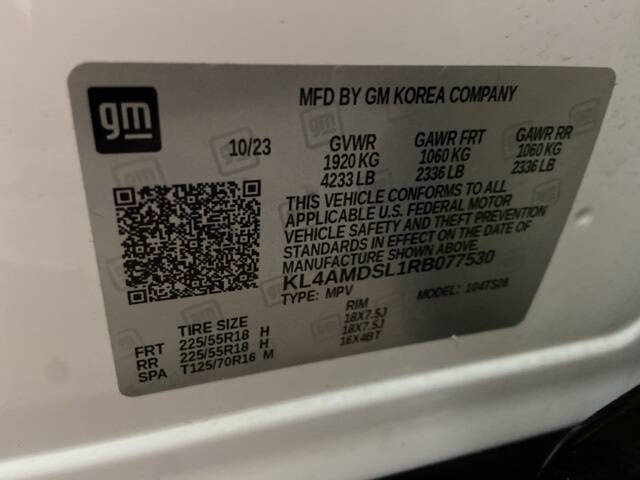 gm
MFD BY GM KOREA COMPANY
10/23 GVWR GAWR FRT GAWR RR
1920 KG 1060 KG 1060 KG
4233 LB 2336 LB 2336 LB
THIS VEHICLE CONFORMS TO ALL
APPLICABLE U.S. FEDERAL MOTOR
VEHICLE SAFETY AND THEFT PREVENTION
STANDARDS IN EFFECT ON THE DATE OF
MANUFACTURE SHOWN ABOVE.
KL4AMDSL1RB077530
TYPE: MPV MODEL: 104TS26
TIRE SIZE RIM
FRT 225/55R18 H 18X7.5J
RR 225/55R18 H 18X7.5J
SPA T125/70R16 M 16X4BT